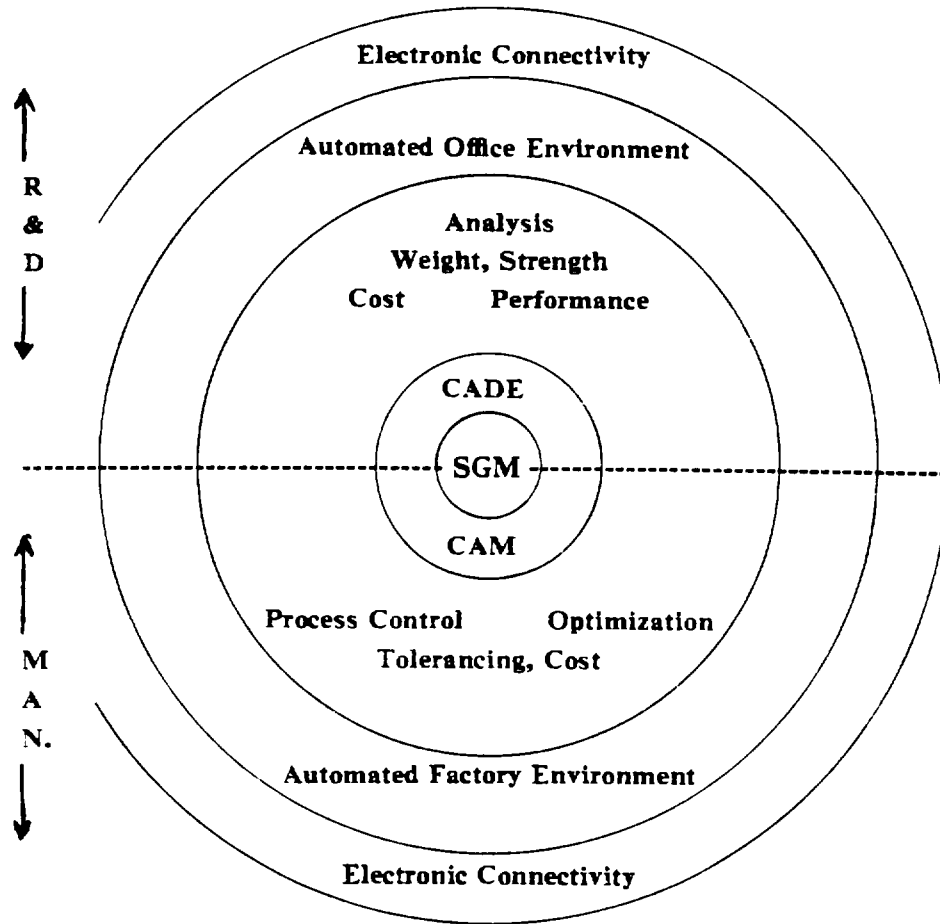 Electronic Connectivity
Automated Office Environment
R
&
D
Analysis
Weight, Strength
Cost Performance
CADE
SGM
CAM
Process Control Optimization
Tolerancing, Cost
M
A
N.
Automated Factory Environment
Electronic Connectivity